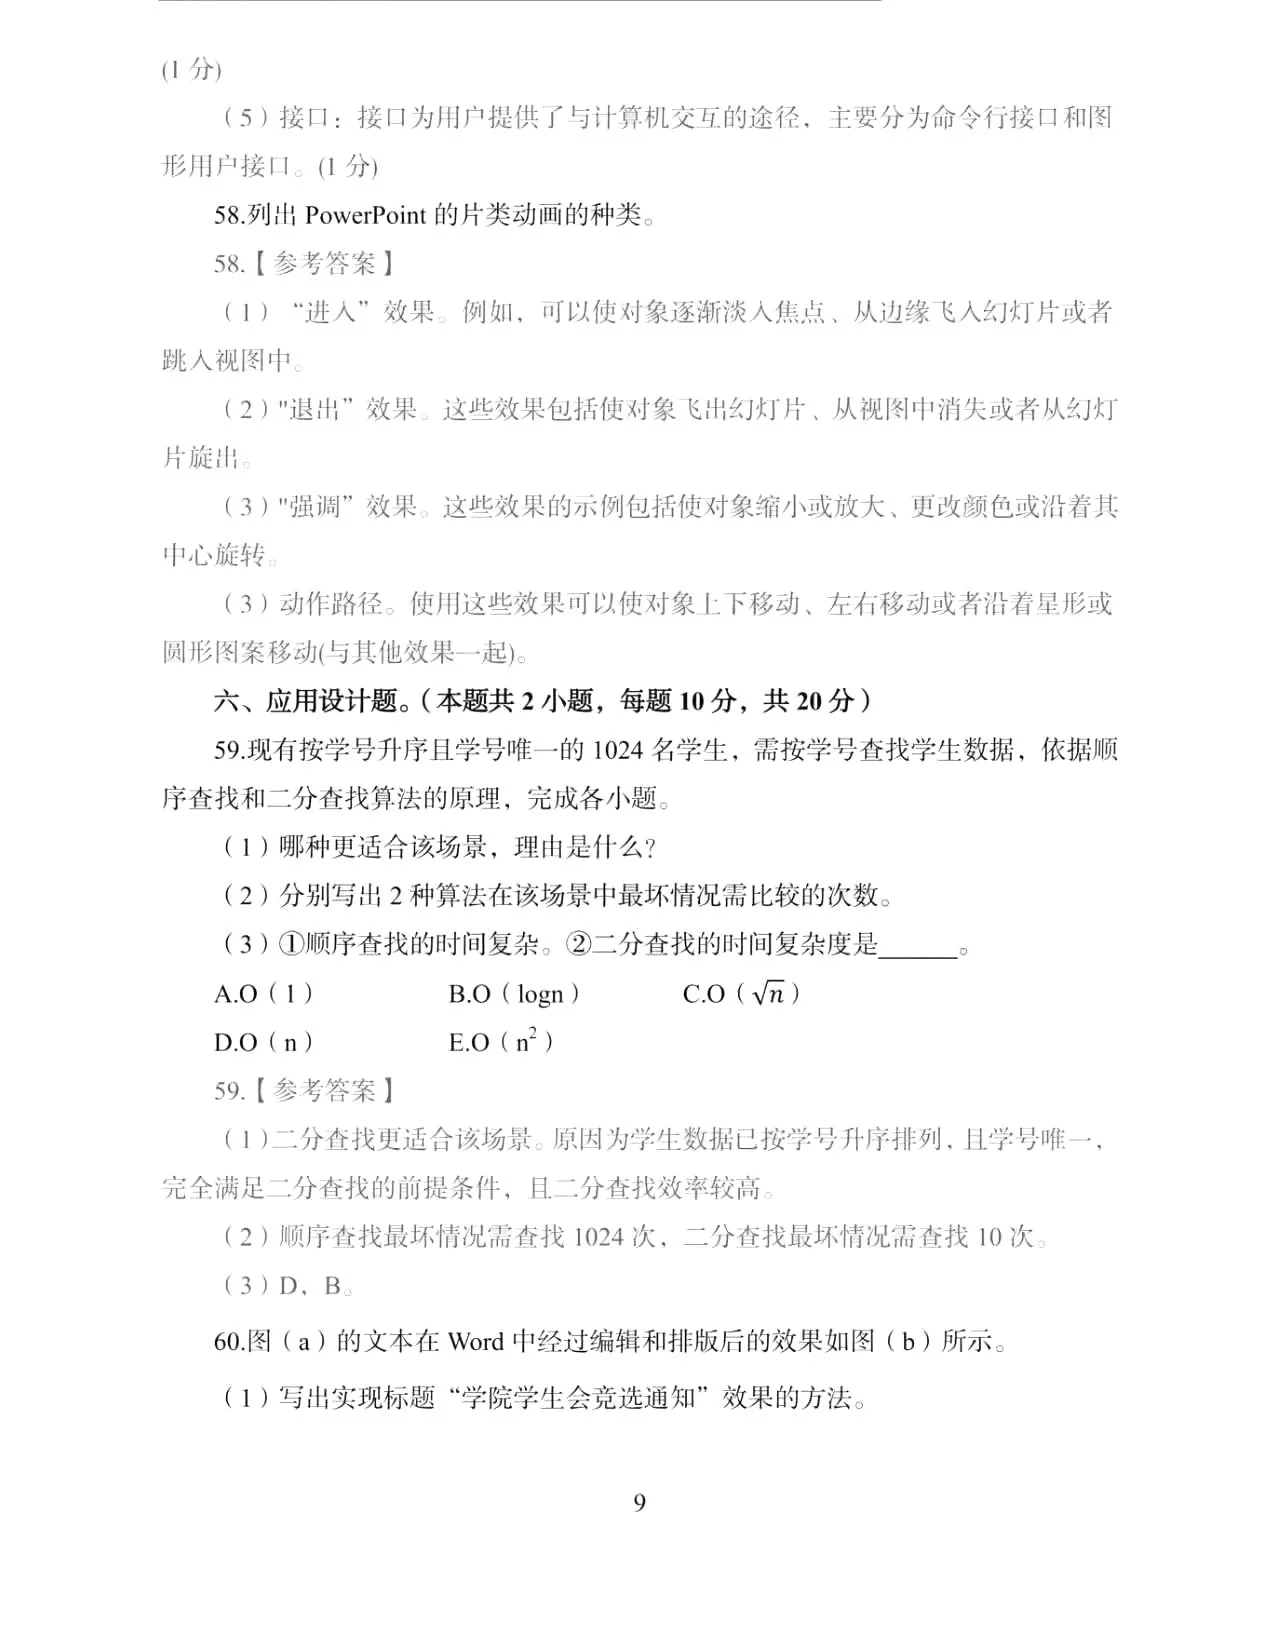 (1 分)
（5）接口：接口为用户提供了与计算机交互的途径，主要分为命令行接口和图
形用户接口。(1 分)
58.列出 PowerPoint 的片类动画的种类。
58.【参考答案】
（1）“进入”效果。例如，可以使对象逐渐淡入焦点、从边缘飞入幻灯片或者
跳入视图中。
（2）"退出”效果。这些效果包括使对象飞出幻灯片、从视图中消失或者从幻灯
片旋出。
（3）"强调”效果。这些效果的示例包括使对象缩小或放大、更改颜色或沿着其
中心旋转。
（3）动作路径。使用这些效果可以使对象上下移动、左右移动或者沿着星形或
圆形图案移动(与其他效果一起)。
六、应用设计题。（本题共 2 小题，每题 10 分，共 20 分）
59.现有按学号升序且学号唯一的 1024 名学生，需按学号查找学生数据，依据顺
序查找和二分查找算法的原理，完成各小题。
（1）哪种更适合该场景，理由是什么？
（2）分别写出 2 种算法在该场景中最坏情况需比较的次数。
（3）①顺序查找的时间复杂。②二分查找的时间复杂度是______。
A.O（1） B.O（logn） C.O（√n）
D.O（n） E.O（n²）
59.【参考答案】
（1）二分查找更适合该场景。原因为学生数据已按学号升序排列，且学号唯一，
完全满足二分查找的前提条件，且二分查找效率较高。
（2）顺序查找最坏情况需查找 1024 次，二分查找最坏情况需查找 10 次。
（3）D，B。
60.图（a）的文本在 Word 中经过编辑和排版后的效果如图（b）所示。
（1）写出实现标题“学院学生会竞选通知”效果的方法。
9